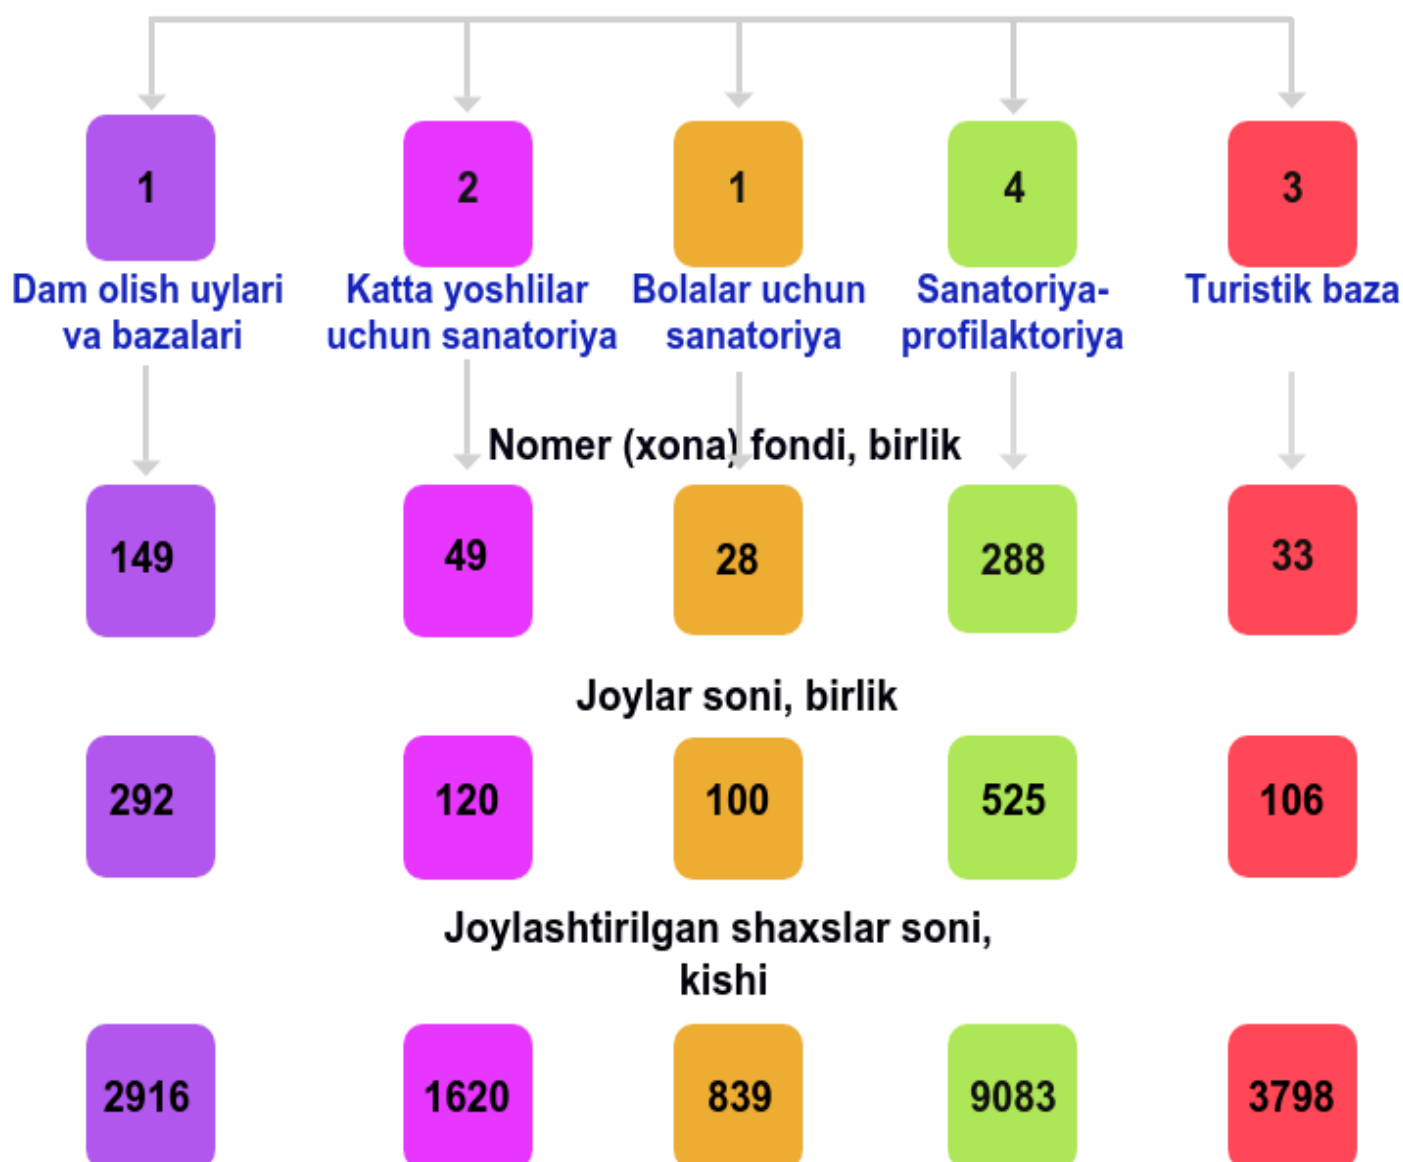 1 2 1 4 3
Dam olish uylari
va bazalari
Katta yoshlilar
uchun sanatoriya
Bolalar uchun
sanatoriya
Sanatoriya-
profilaktoriya
Turistik baza
Nomer (xona) fondi, birlik
149 49 28 288 33
Joylar soni, birlik
292 120 100 525 106
Joylashtirilgan shaxslar soni,
kishi
2916 1620 839 9083 3798